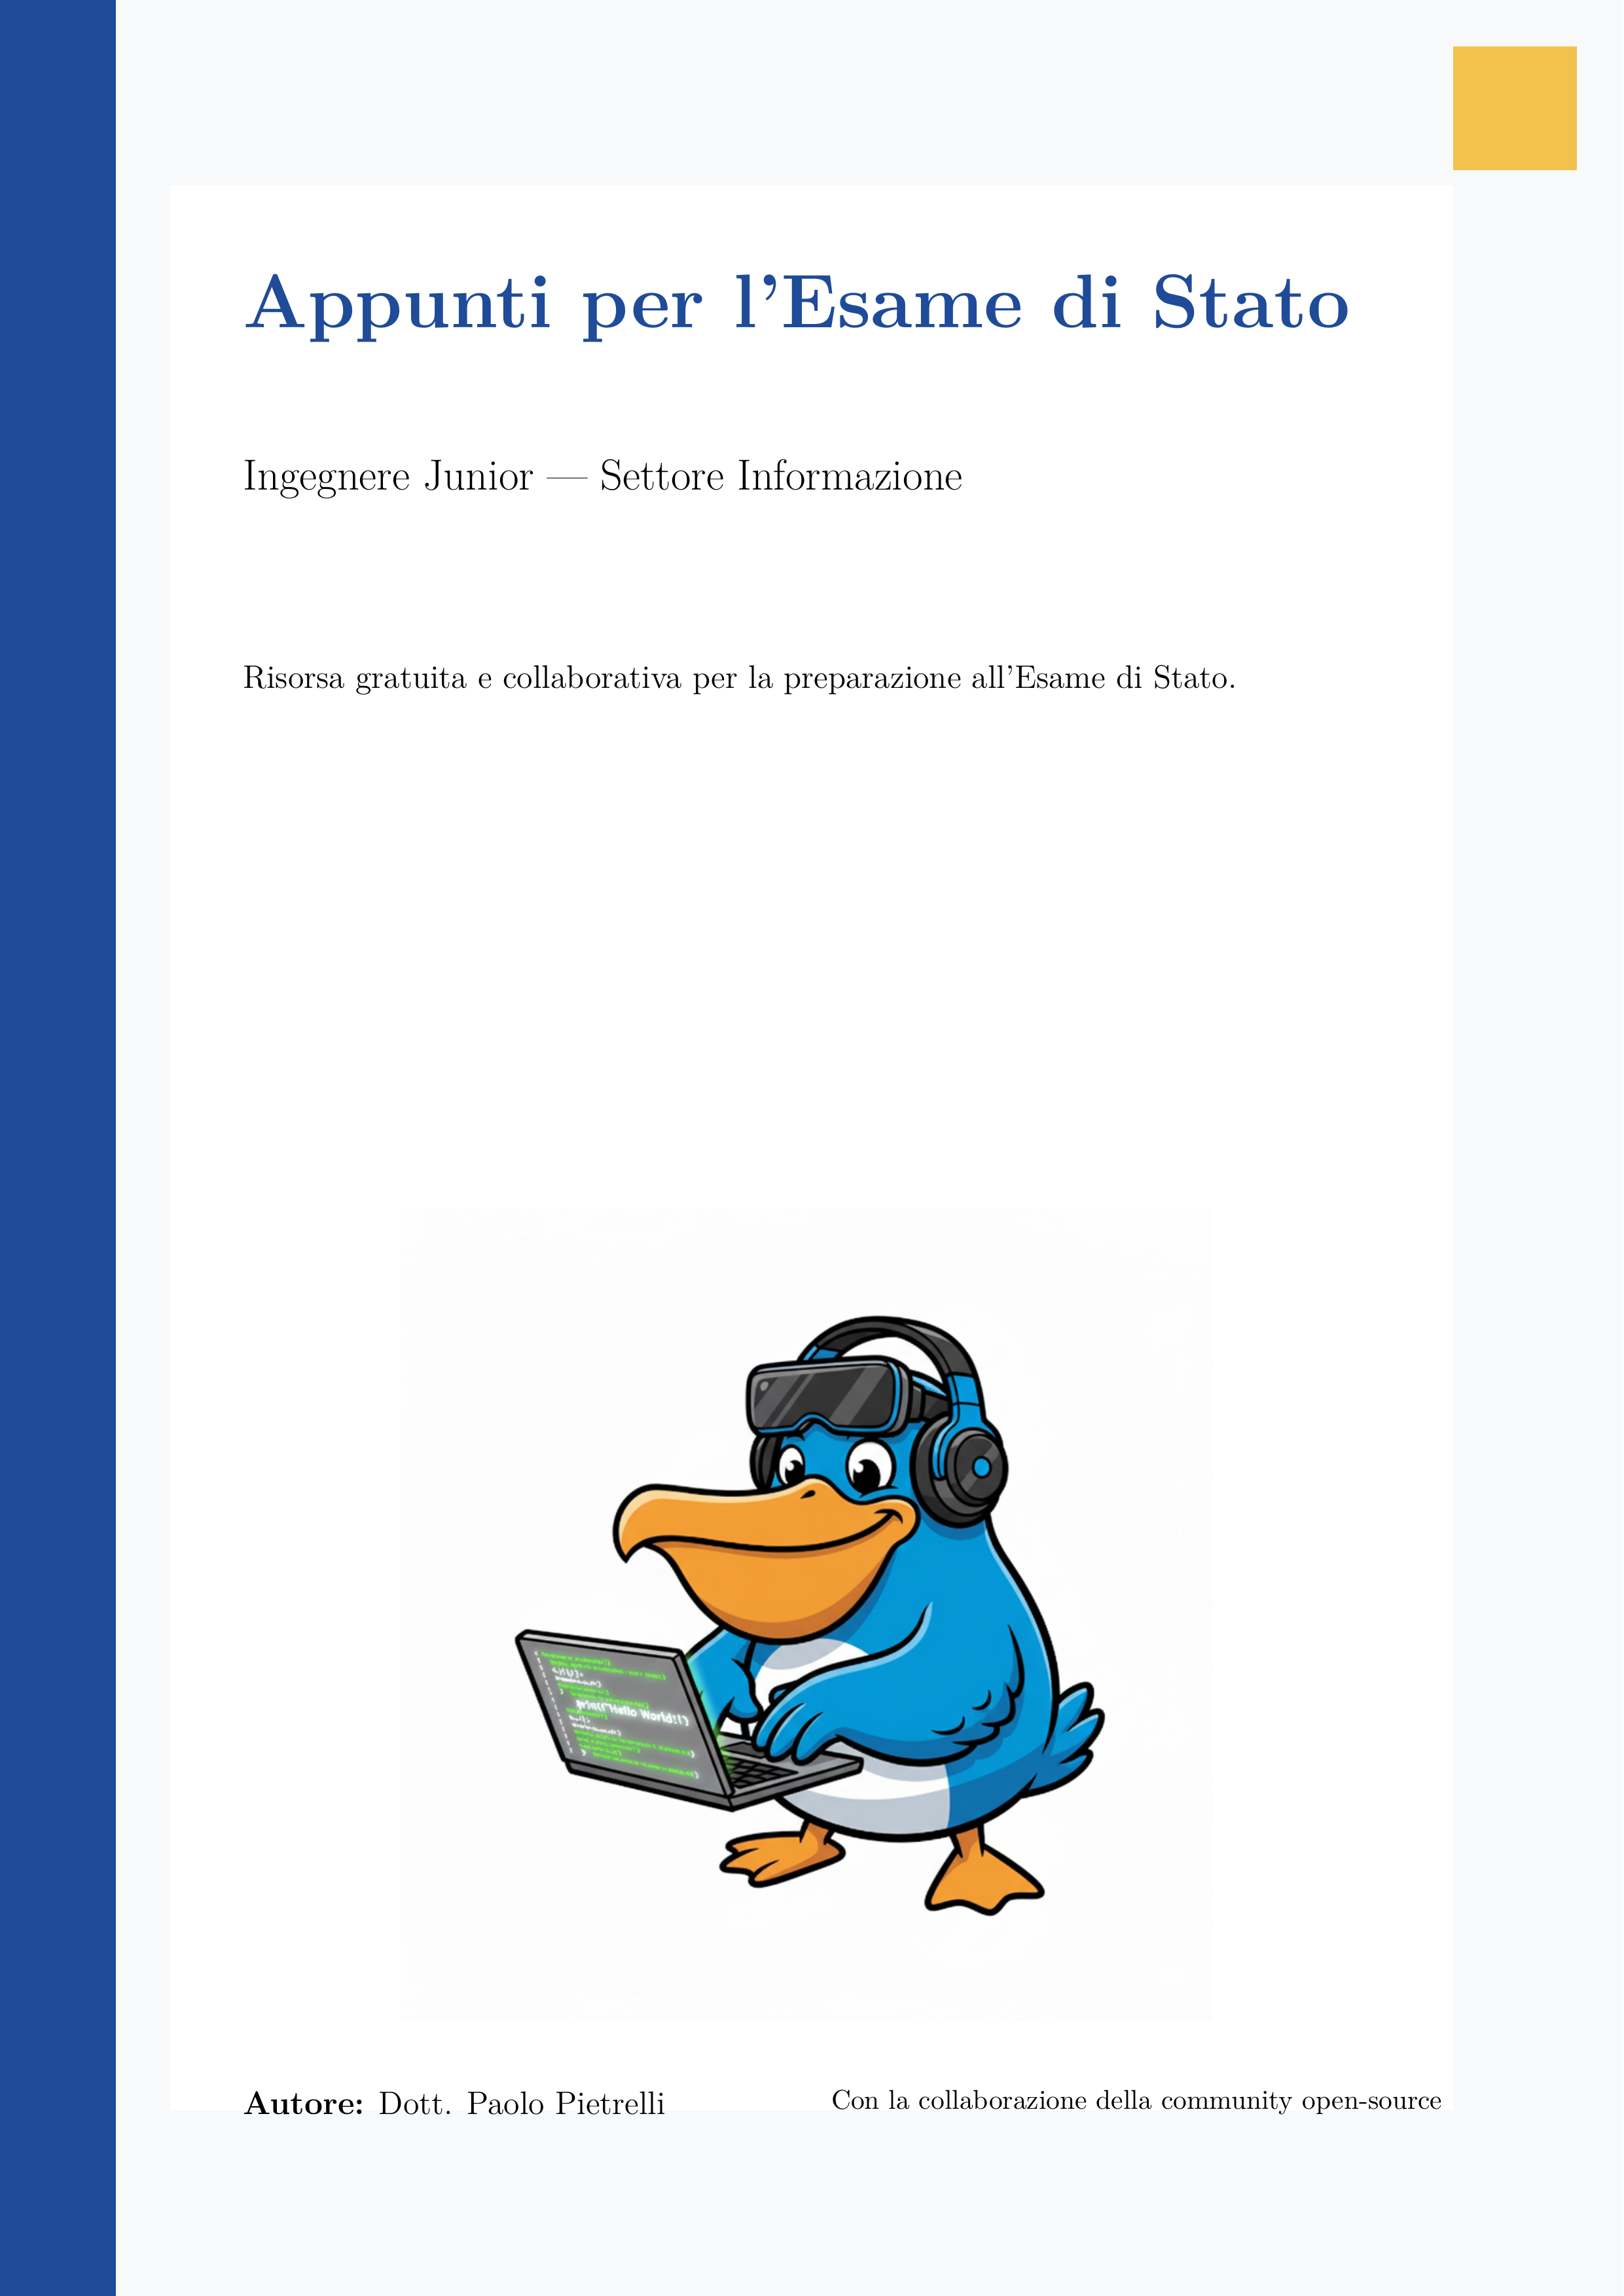 Appunti per l'Esame di Stato
Ingegnere Junior — Settore Informazione
Risorsa gratuita e collaborativa per la preparazione all'Esame di Stato.
Hello World!
Autore: Dott. Paolo Pietrelli
Con la collaborazione della community open-source